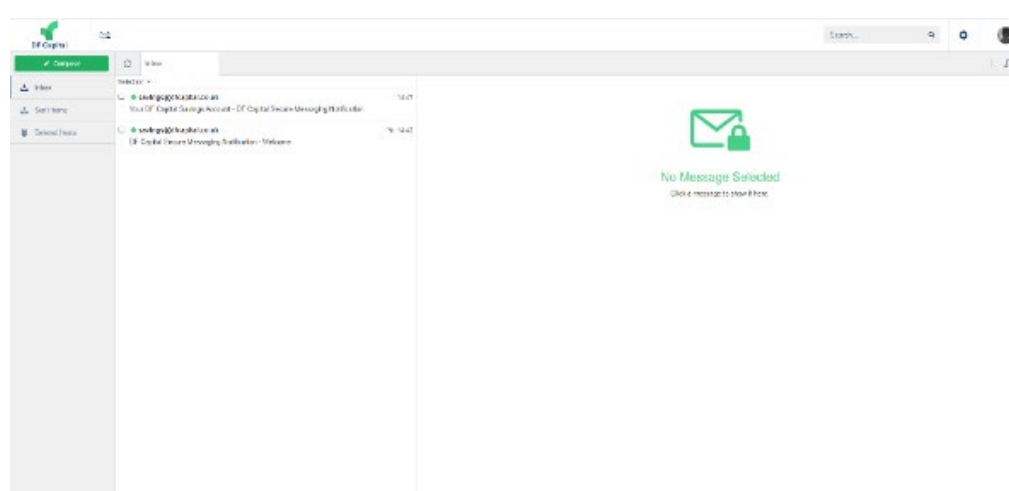 DF Capital
Search...
Compose
Inbox
Inbox
Sent Items
Deleted Items
Selector
savings@dfcapital.co.uk
Your DF Capital Savings Account - DF Capital Secure Messaging Notification
savings@dfcapital.co.uk
DF Capital Secure Messaging Notification - Welcome
No Message Selected
Click a message to show it here.